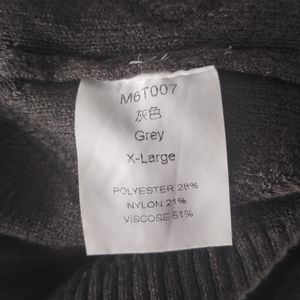 M6T007
灰色
Grey
X-Large
POLYESTER 28%
NYLON 21%
VISCOSE 51%